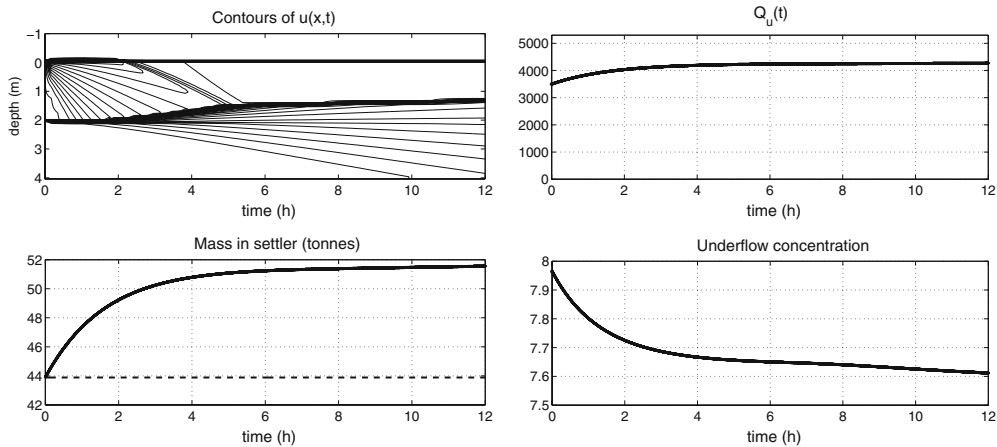 Contours of u(x,t)
−1
0
1
2
3
4
depth (m)
0 2 4 6 8 10 12
time (h)
Q_u(t)
5000
4000
3000
2000
1000
0
0 2 4 6 8 10 12
time (h)
Mass in settler (tonnes)
52
50
48
46
44
42
0 2 4 6 8 10 12
time (h)
Underflow concentration
8
7.9
7.8
7.7
7.6
7.5
0 2 4 6 8 10 12
time (h)